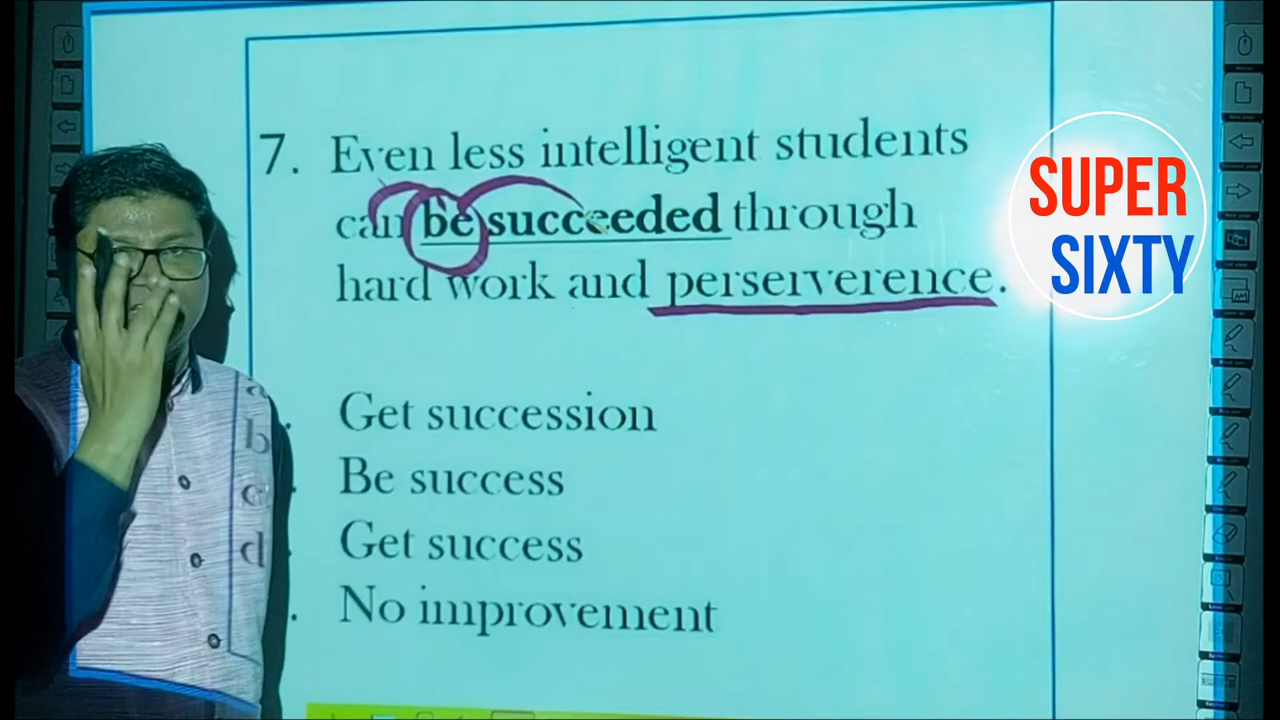 7. Even less intelligent students
can be succeeded through
hard work and perserverence.
a. Get succession
b. Be success
c. Get success
d. No improvement
SUPER
SIXTY